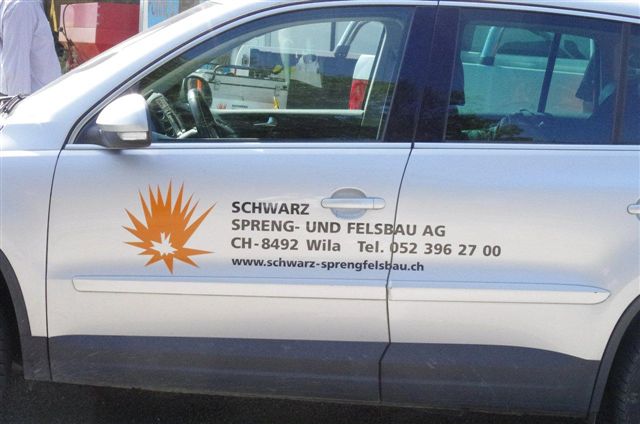 SCHWARZ
SPRENG- UND FELSBAU AG
CH-8492 Wila Tel. 052 396 27 00
www.schwarz-sprengfelsbau.ch